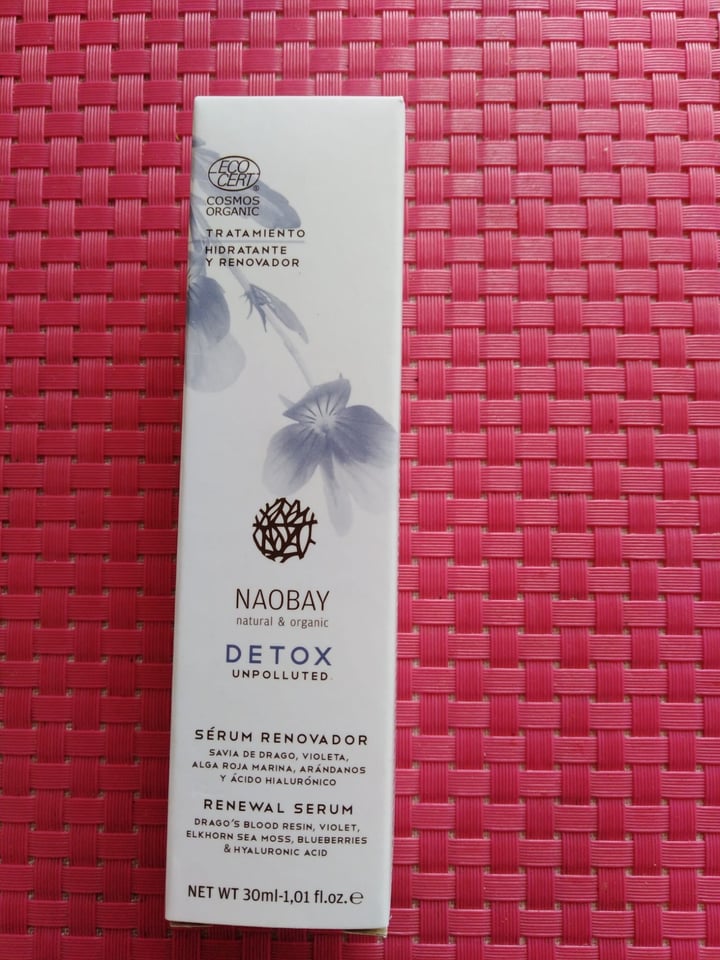 ECO
CERT®
COSMOS
ORGANIC
TRATAMIENTO
HIDRATANTE
Y RENOVADOR
NAOBAY
natural & organic
DETOX
UNPOLLUTED
SÉRUM RENOVADOR
SAVIA DE DRAGO, VIOLETA,
ALGA ROJA MARINA, ARÁNDANOS
Y ÁCIDO HIALURÓNICO
RENEWAL SERUM
DRAGO'S BLOOD RESIN, VIOLET,
ELKHORN SEA MOSS, BLUEBERRIES
& HYALURONIC ACID
NET WT 30ml-1,01 fl.oz.℮